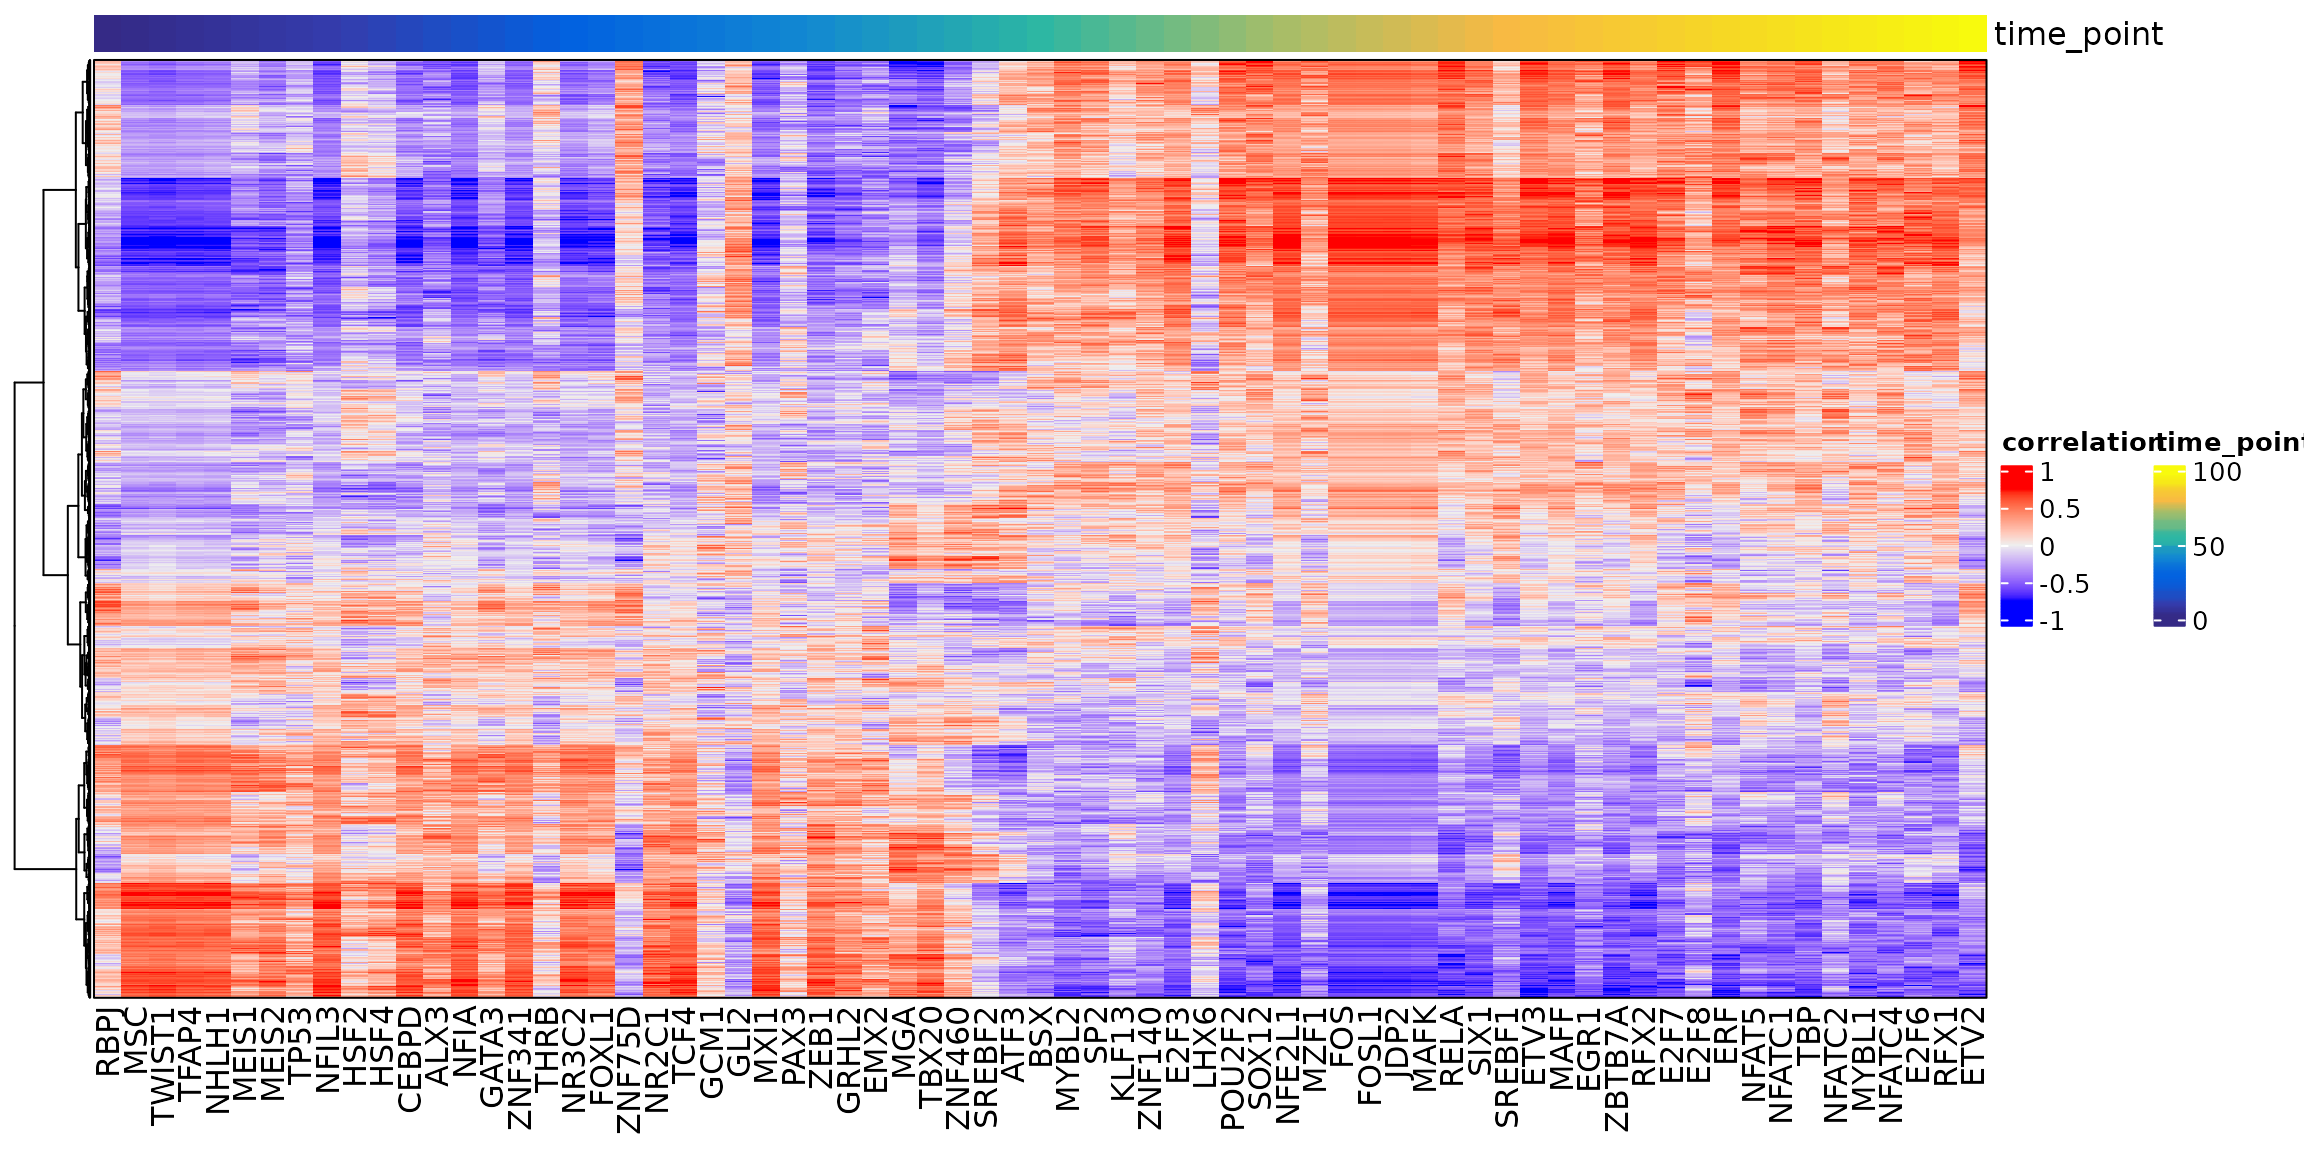 time_point
correlation
1
0.5
0
-0.5
-1
time_point
100
50
0
RBPJ
MSC
TWIST1
TFAP4
NHLH1
MEIS1
MEIS2
TP53
NFIL3
HSF2
HSF4
CEBPD
ALX3
NFIA
GATA3
ZNF341
THRB
NR3C2
FOXL1
ZNF75D
NR2C1
TCF4
GCM1
GLI2
MXI1
PAX3
ZEB1
GRHL2
EMX2
MGA
TBX20
ZNF460
SREBF2
ATF3
BSX
MYBL2
SP2
KLF13
ZNF140
E2F3
LHX6
POU2F2
SOX12
NFE2L1
MZF1
FOS
FOSL1
JDP2
MAFK
RELA
SIX1
SREBF1
ETV3
MAFF
EGR1
ZBTB7A
RFX2
E2F7
E2F8
ERF
NFAT5
NFATC1
TBP
NFATC2
MYBL1
NFATC4
E2F6
RFX1
ETV2